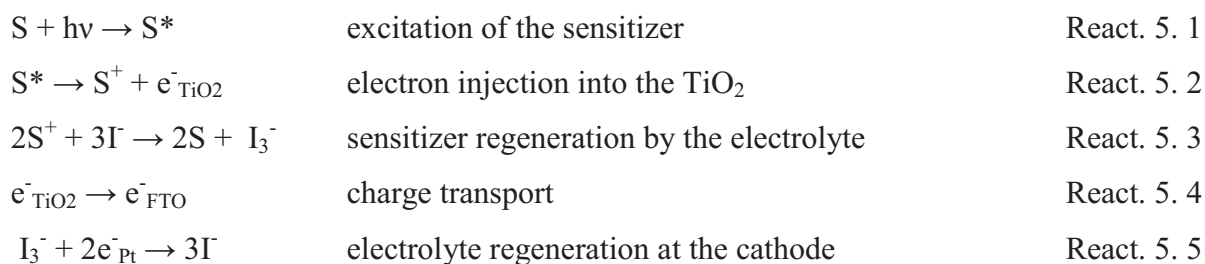 S + hν → S* excitation of the sensitizer React. 5. 1
S* → S⁺ + e⁻TiO2 electron injection into the TiO₂ React. 5. 2
2S⁺ + 3I⁻ → 2S + I₃⁻ sensitizer regeneration by the electrolyte React. 5. 3
e⁻TiO2 → e⁻FTO charge transport React. 5. 4
I₃⁻ + 2e⁻Pt → 3I⁻ electrolyte regeneration at the cathode React. 5. 5